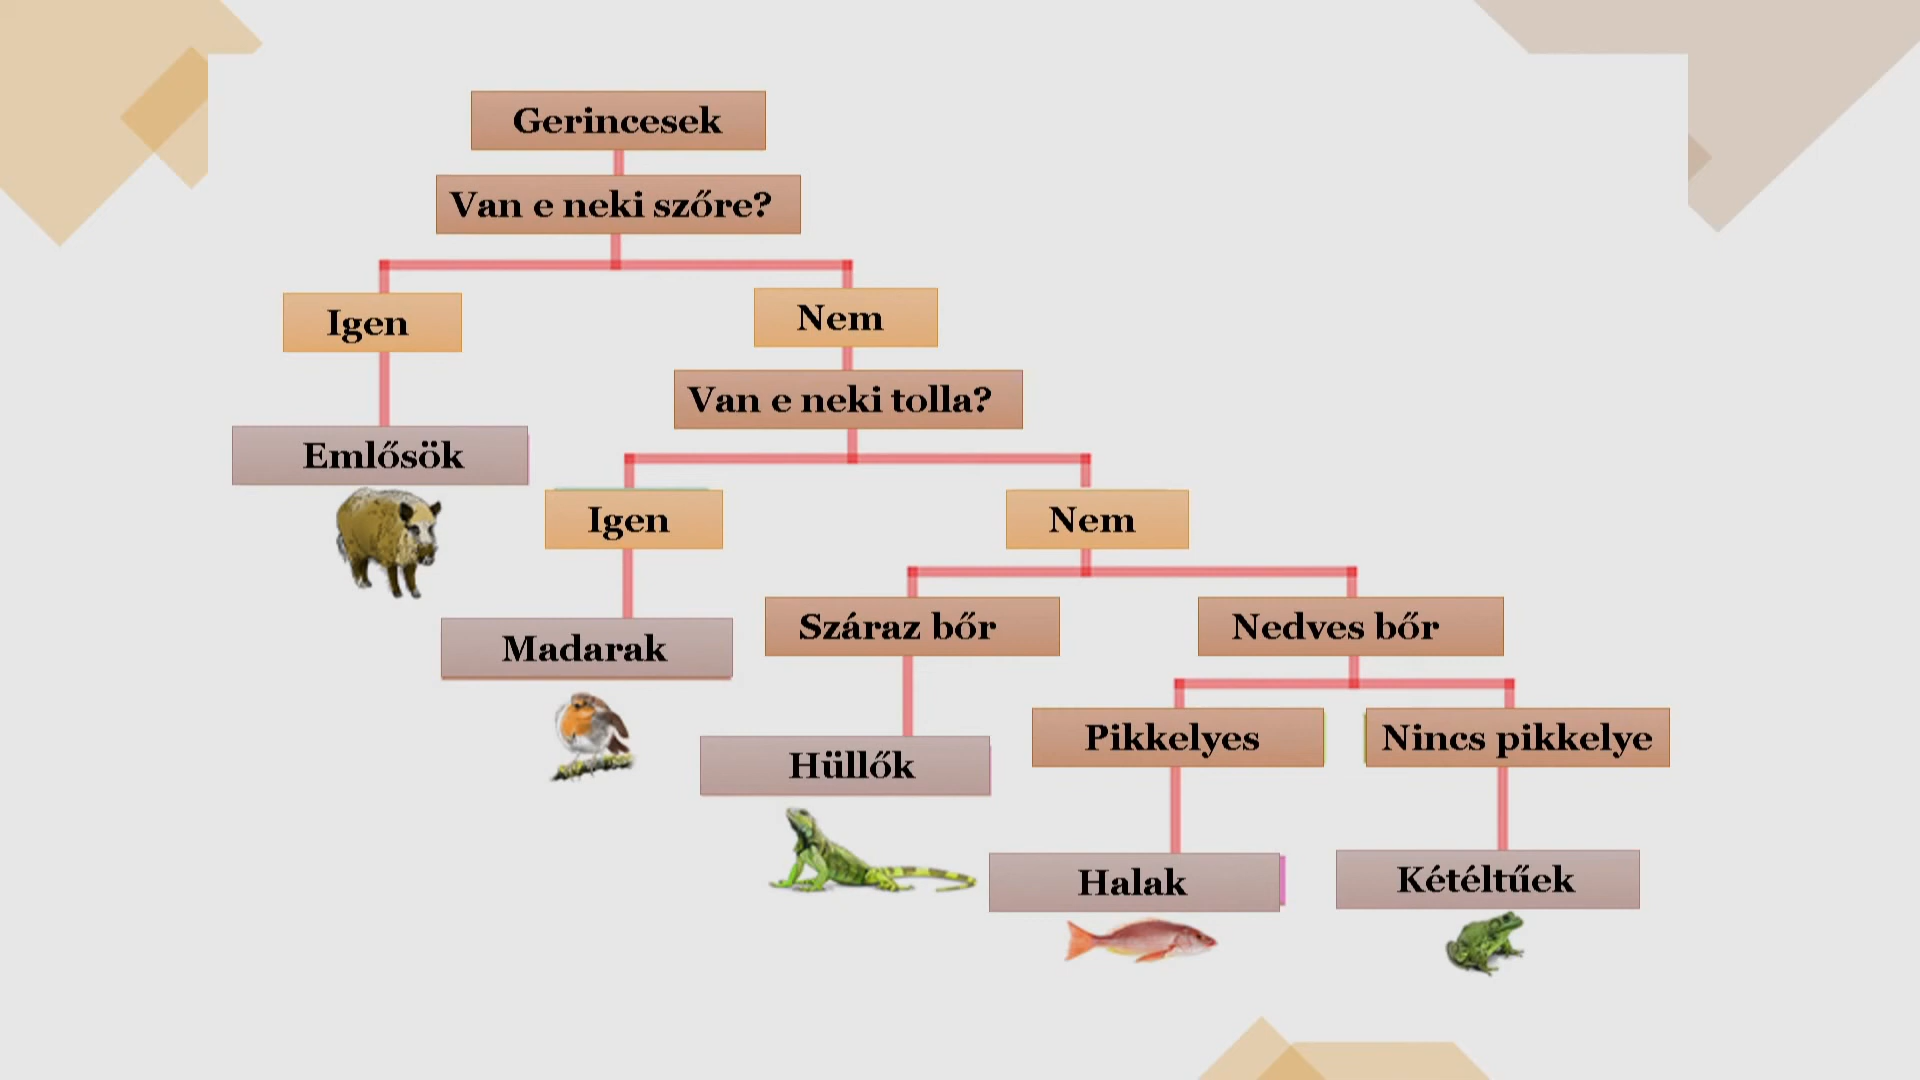 Gerincesek
Van e neki szőre?
Igen
Nem
Van e neki tolla?
Emlősök
Igen
Nem
Száraz bőr
Nedves bőr
Madarak
Pikkelyes
Nincs pikkelye
Hüllők
Halak
Kétéltűek